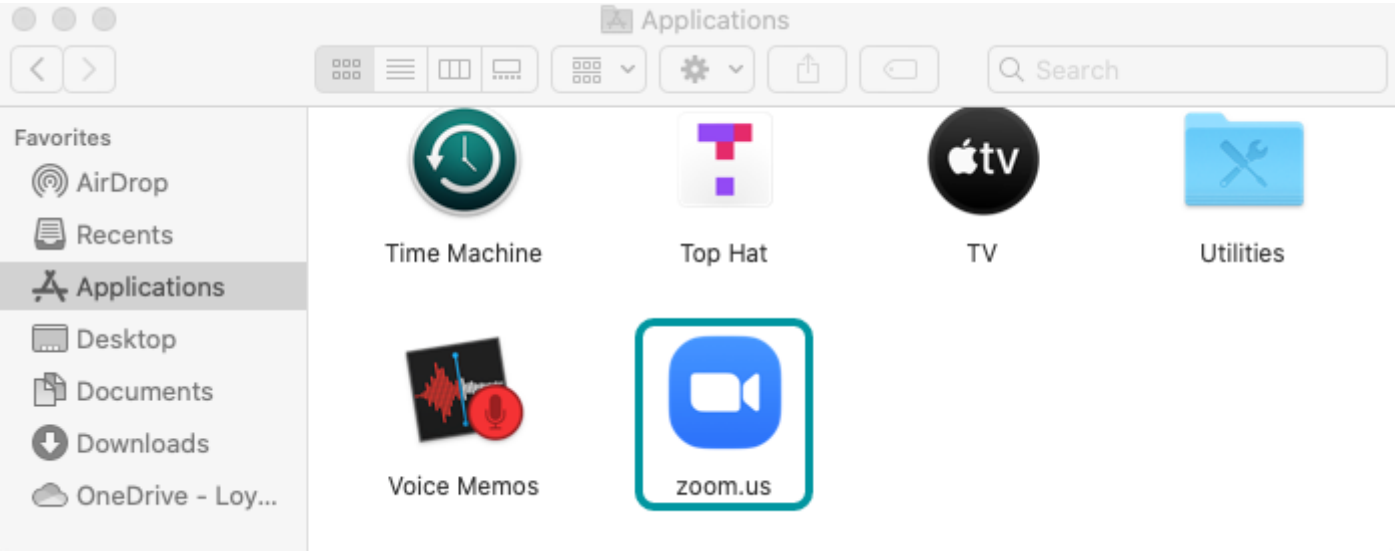 Applications
Search
Favorites
AirDrop
Recents
Applications
Desktop
Documents
Downloads
OneDrive - Loy...
tv
Time Machine
Top Hat
TV
Utilities
Voice Memos
zoom.us